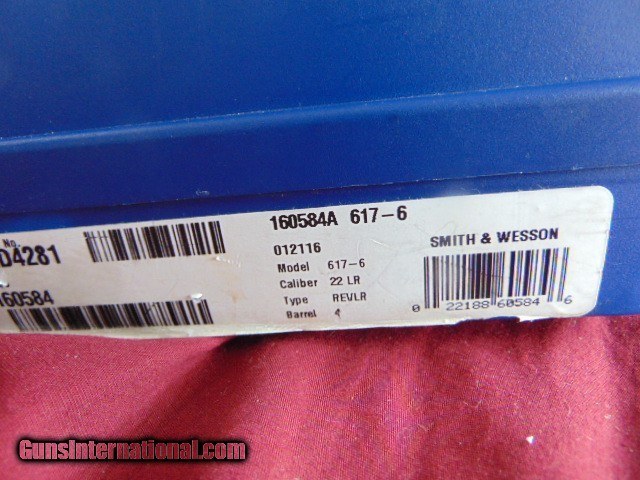 No.
D4281
160584
160584A 617-6
012116
Model 617-6
Caliber 22 LR
Type REVLR
Barrel 4
SMITH & WESSON
0 22188 60584 6
GunsInternational.com